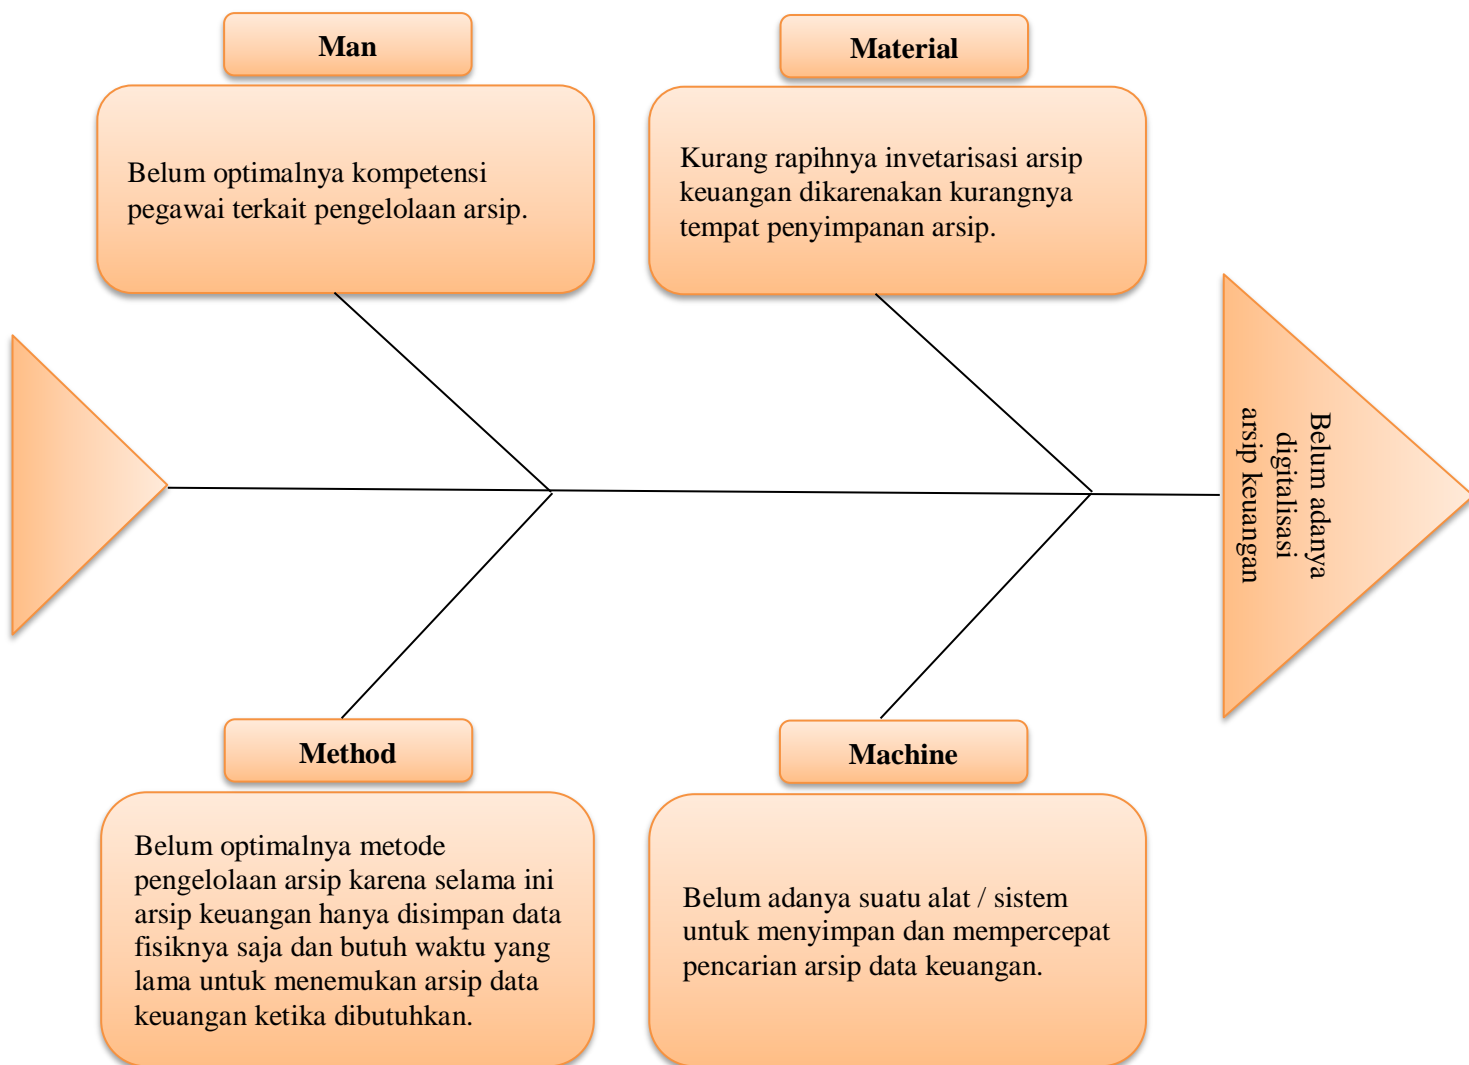 Man
Belum optimalnya kompetensi
pegawai terkait pengelolaan arsip.
Material
Kurang rapihnya invetarisasi arsip
keuangan dikarenakan kurangnya
tempat penyimpanan arsip.
Belum adanya
digitalisasi
arsip keuangan
Method
Belum optimalnya metode
pengelolaan arsip karena selama ini
arsip keuangan hanya disimpan data
fisiknya saja dan butuh waktu yang
lama untuk menemukan arsip data
keuangan ketika dibutuhkan.
Machine
Belum adanya suatu alat / sistem
untuk menyimpan dan mempercepat
pencarian arsip data keuangan.